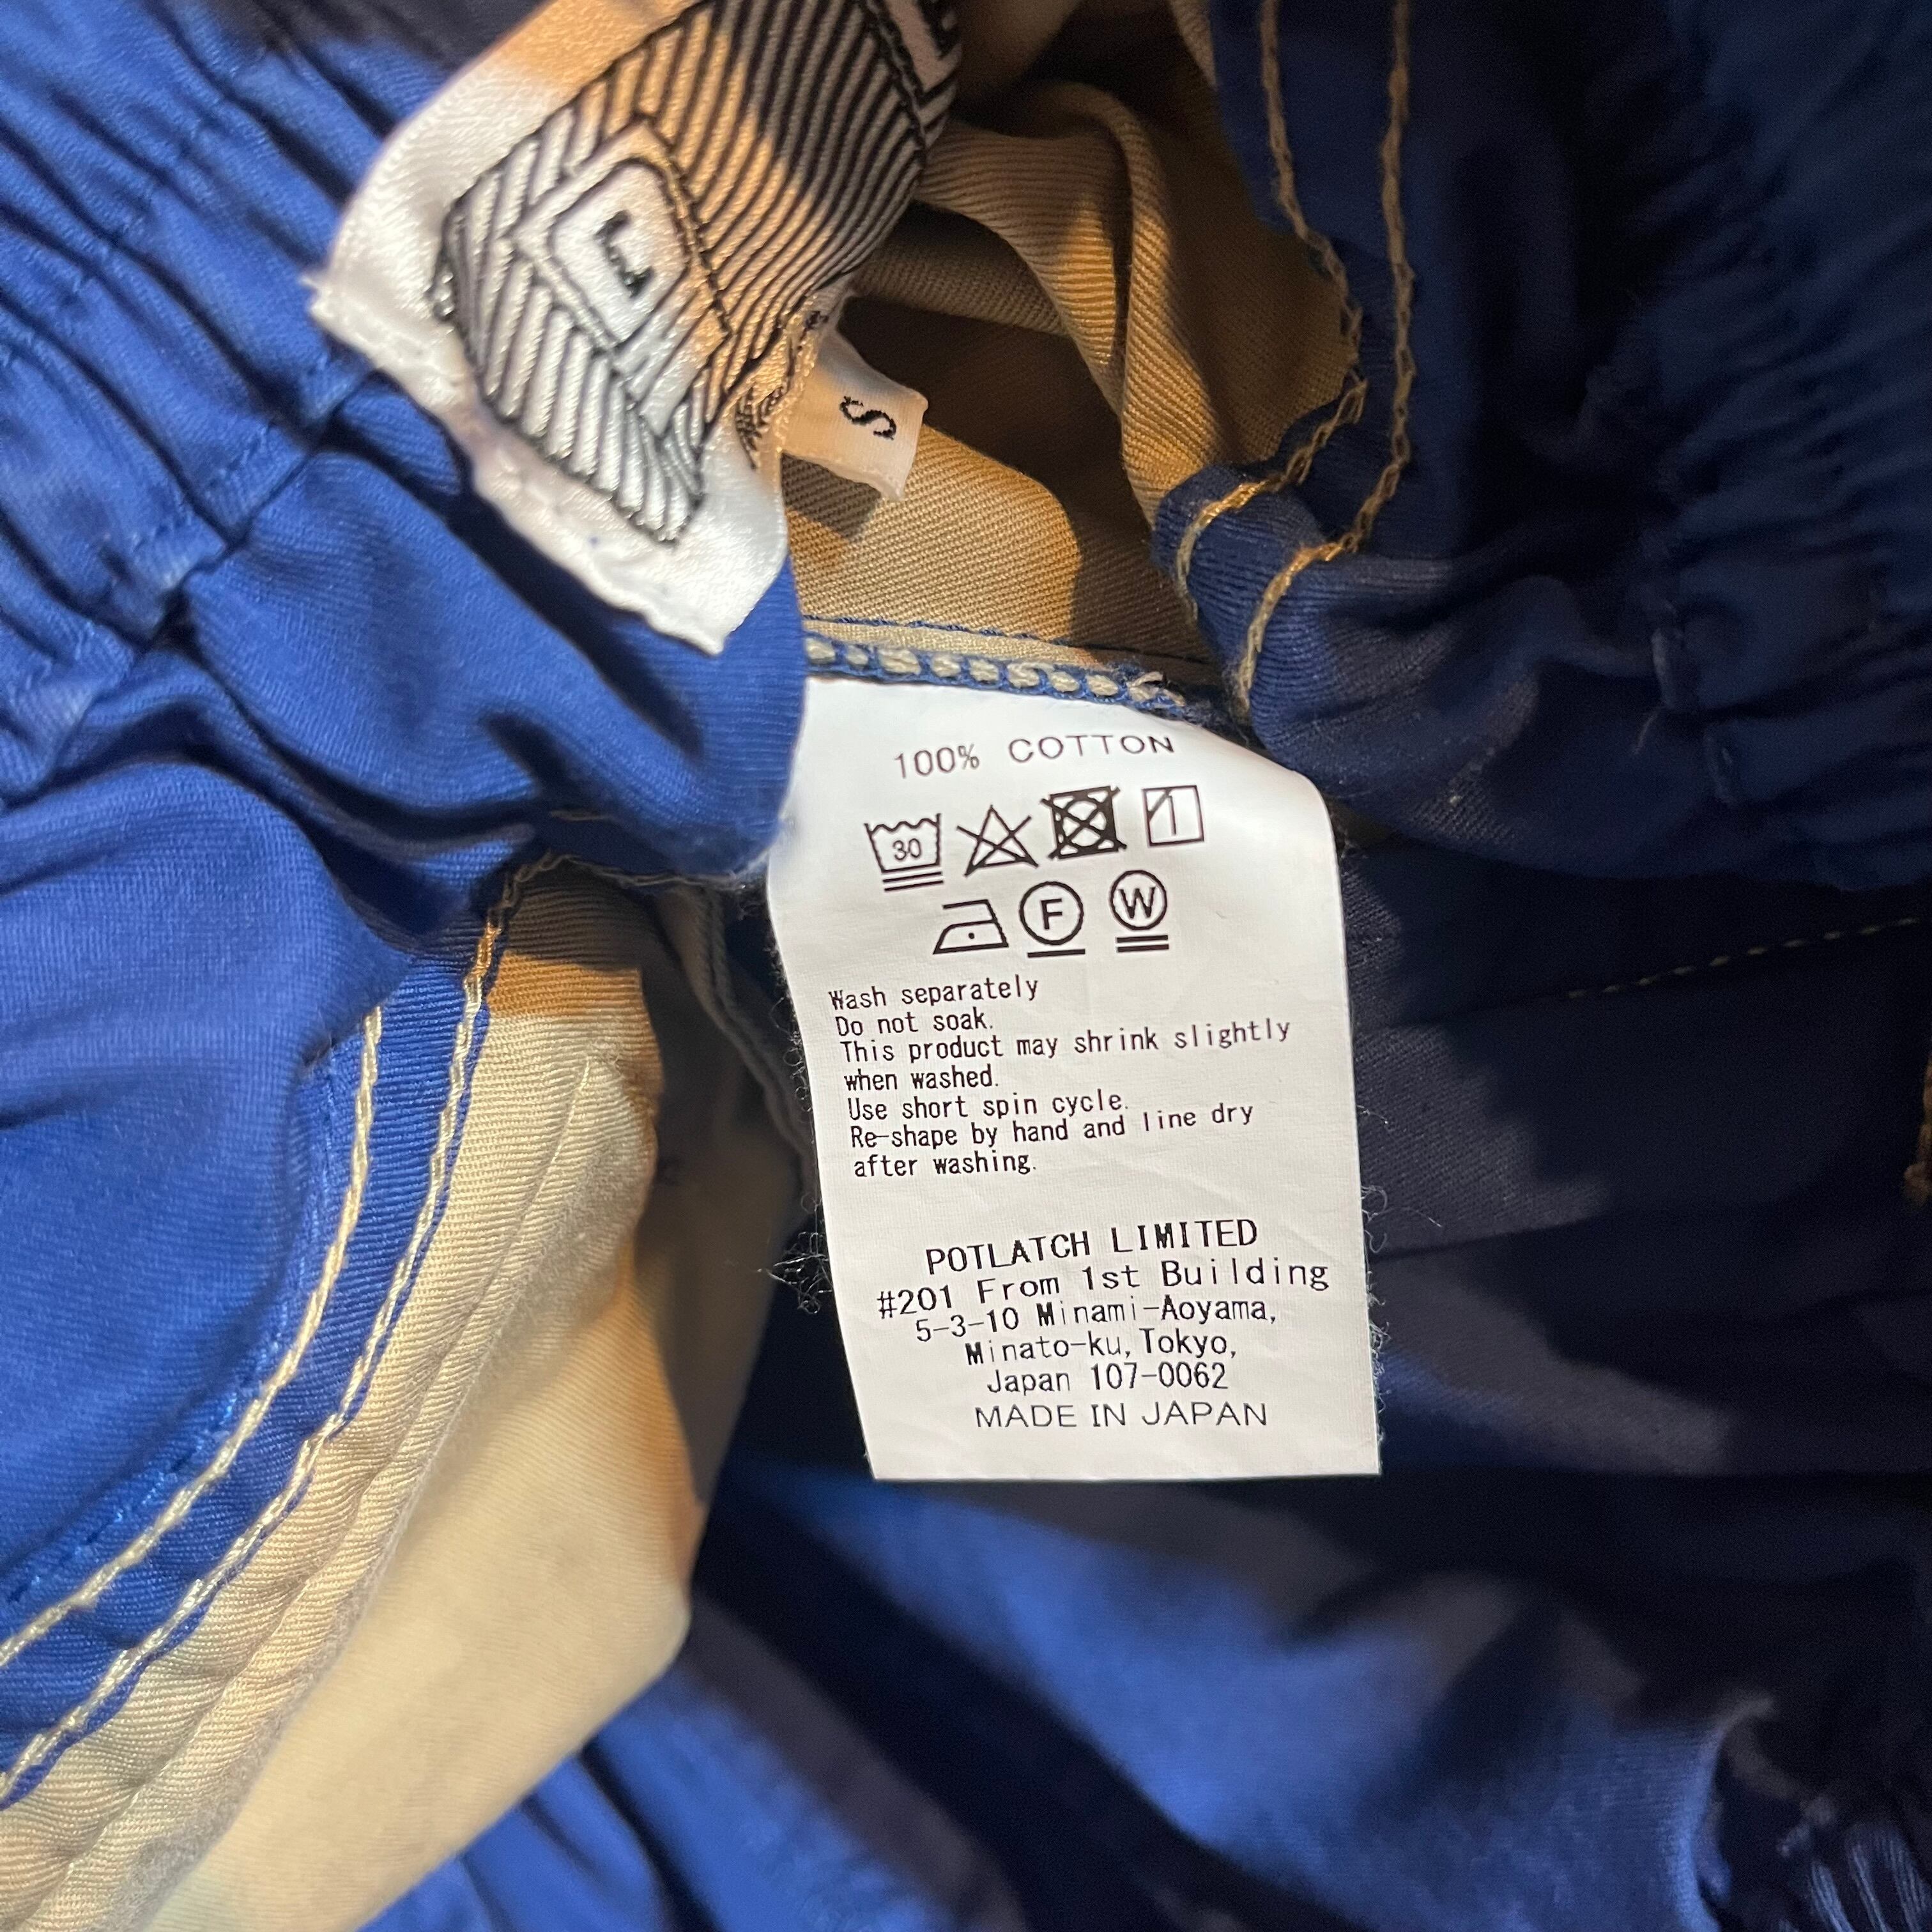 S
100% COTTON
30
F W
Wash separately
Do not soak.
This product may shrink slightly
when washed.
Use short spin cycle.
Re-shape by hand and line dry
after washing.
POTLATCH LIMITED
#201 From 1st Building
5-3-10 Minami-Aoyama,
Minato-ku, Tokyo,
Japan 107-0062
MADE IN JAPAN